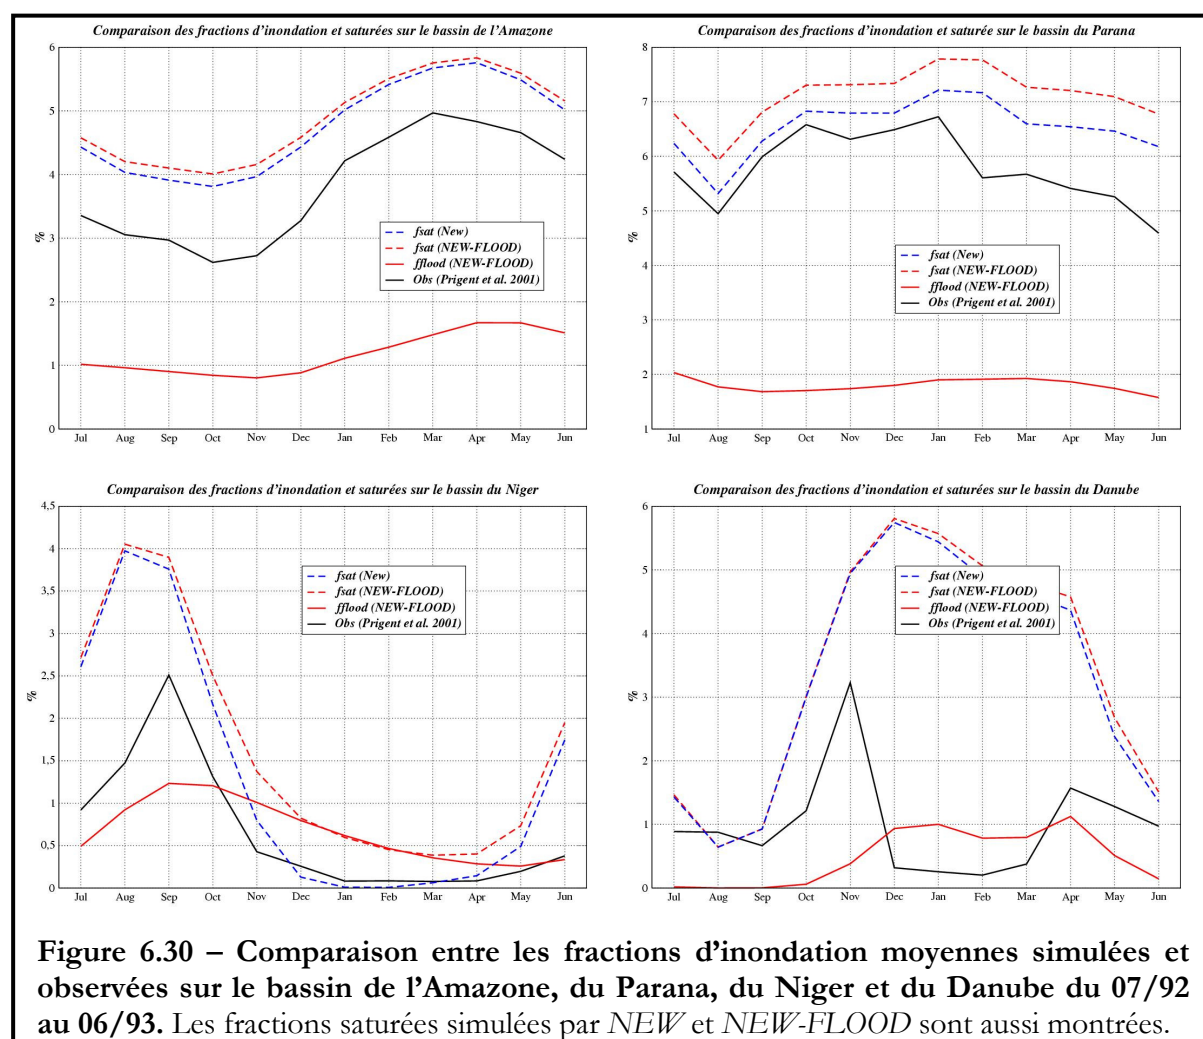 Comparaison des fractions d'inondation et saturées sur le bassin de l'Amazone
6
5
4
3
2
1
0
%
fsat (New)
fsat (NEW-FLOOD)
fflood (NEW-FLOOD)
Obs (Prigent et al. 2001)
Jul Aug Sep Oct Nov Dec Jan Feb Mar Apr May Jun
Comparaison des fractions d'inondation et saturée sur le bassin du Parana
8
7
6
5
4
3
2
1
%
fsat (New)
fsat (NEW-FLOOD)
fflood (NEW-FLOOD)
Obs (Prigent et al. 2001)
Jul Aug Sep Oct Nov Dec Jan Feb Mar Apr May Jun
Comparaison des fractions d'inondation et saturées sur le bassin du Niger
4,5
4
3,5
3
2,5
2
1,5
1
0,5
0
%
fsat (New)
fsat (NEW-FLOOD)
fflood (NEW-FLOOD)
Obs (Prigent et al. 2001)
Jul Aug Sep Oct Nov Dec Jan Feb Mar Apr May Jun
Comparaison des fractions d'inondation et saturées sur le bassin du Danube
6
5
4
3
2
1
0
%
fsat (New)
fsat (NEW-FLOOD)
fflood (NEW-FLOOD)
Obs (Prigent et al. 2001)
Jul Aug Sep Oct Nov Dec Jan Feb Mar Apr May Jun
Figure 6.30 – Comparaison entre les fractions d'inondation moyennes simulées et
observées sur le bassin de l'Amazone, du Parana, du Niger et du Danube du 07/92
au 06/93. Les fractions saturées simulées par NEW et NEW-FLOOD sont aussi montrées.